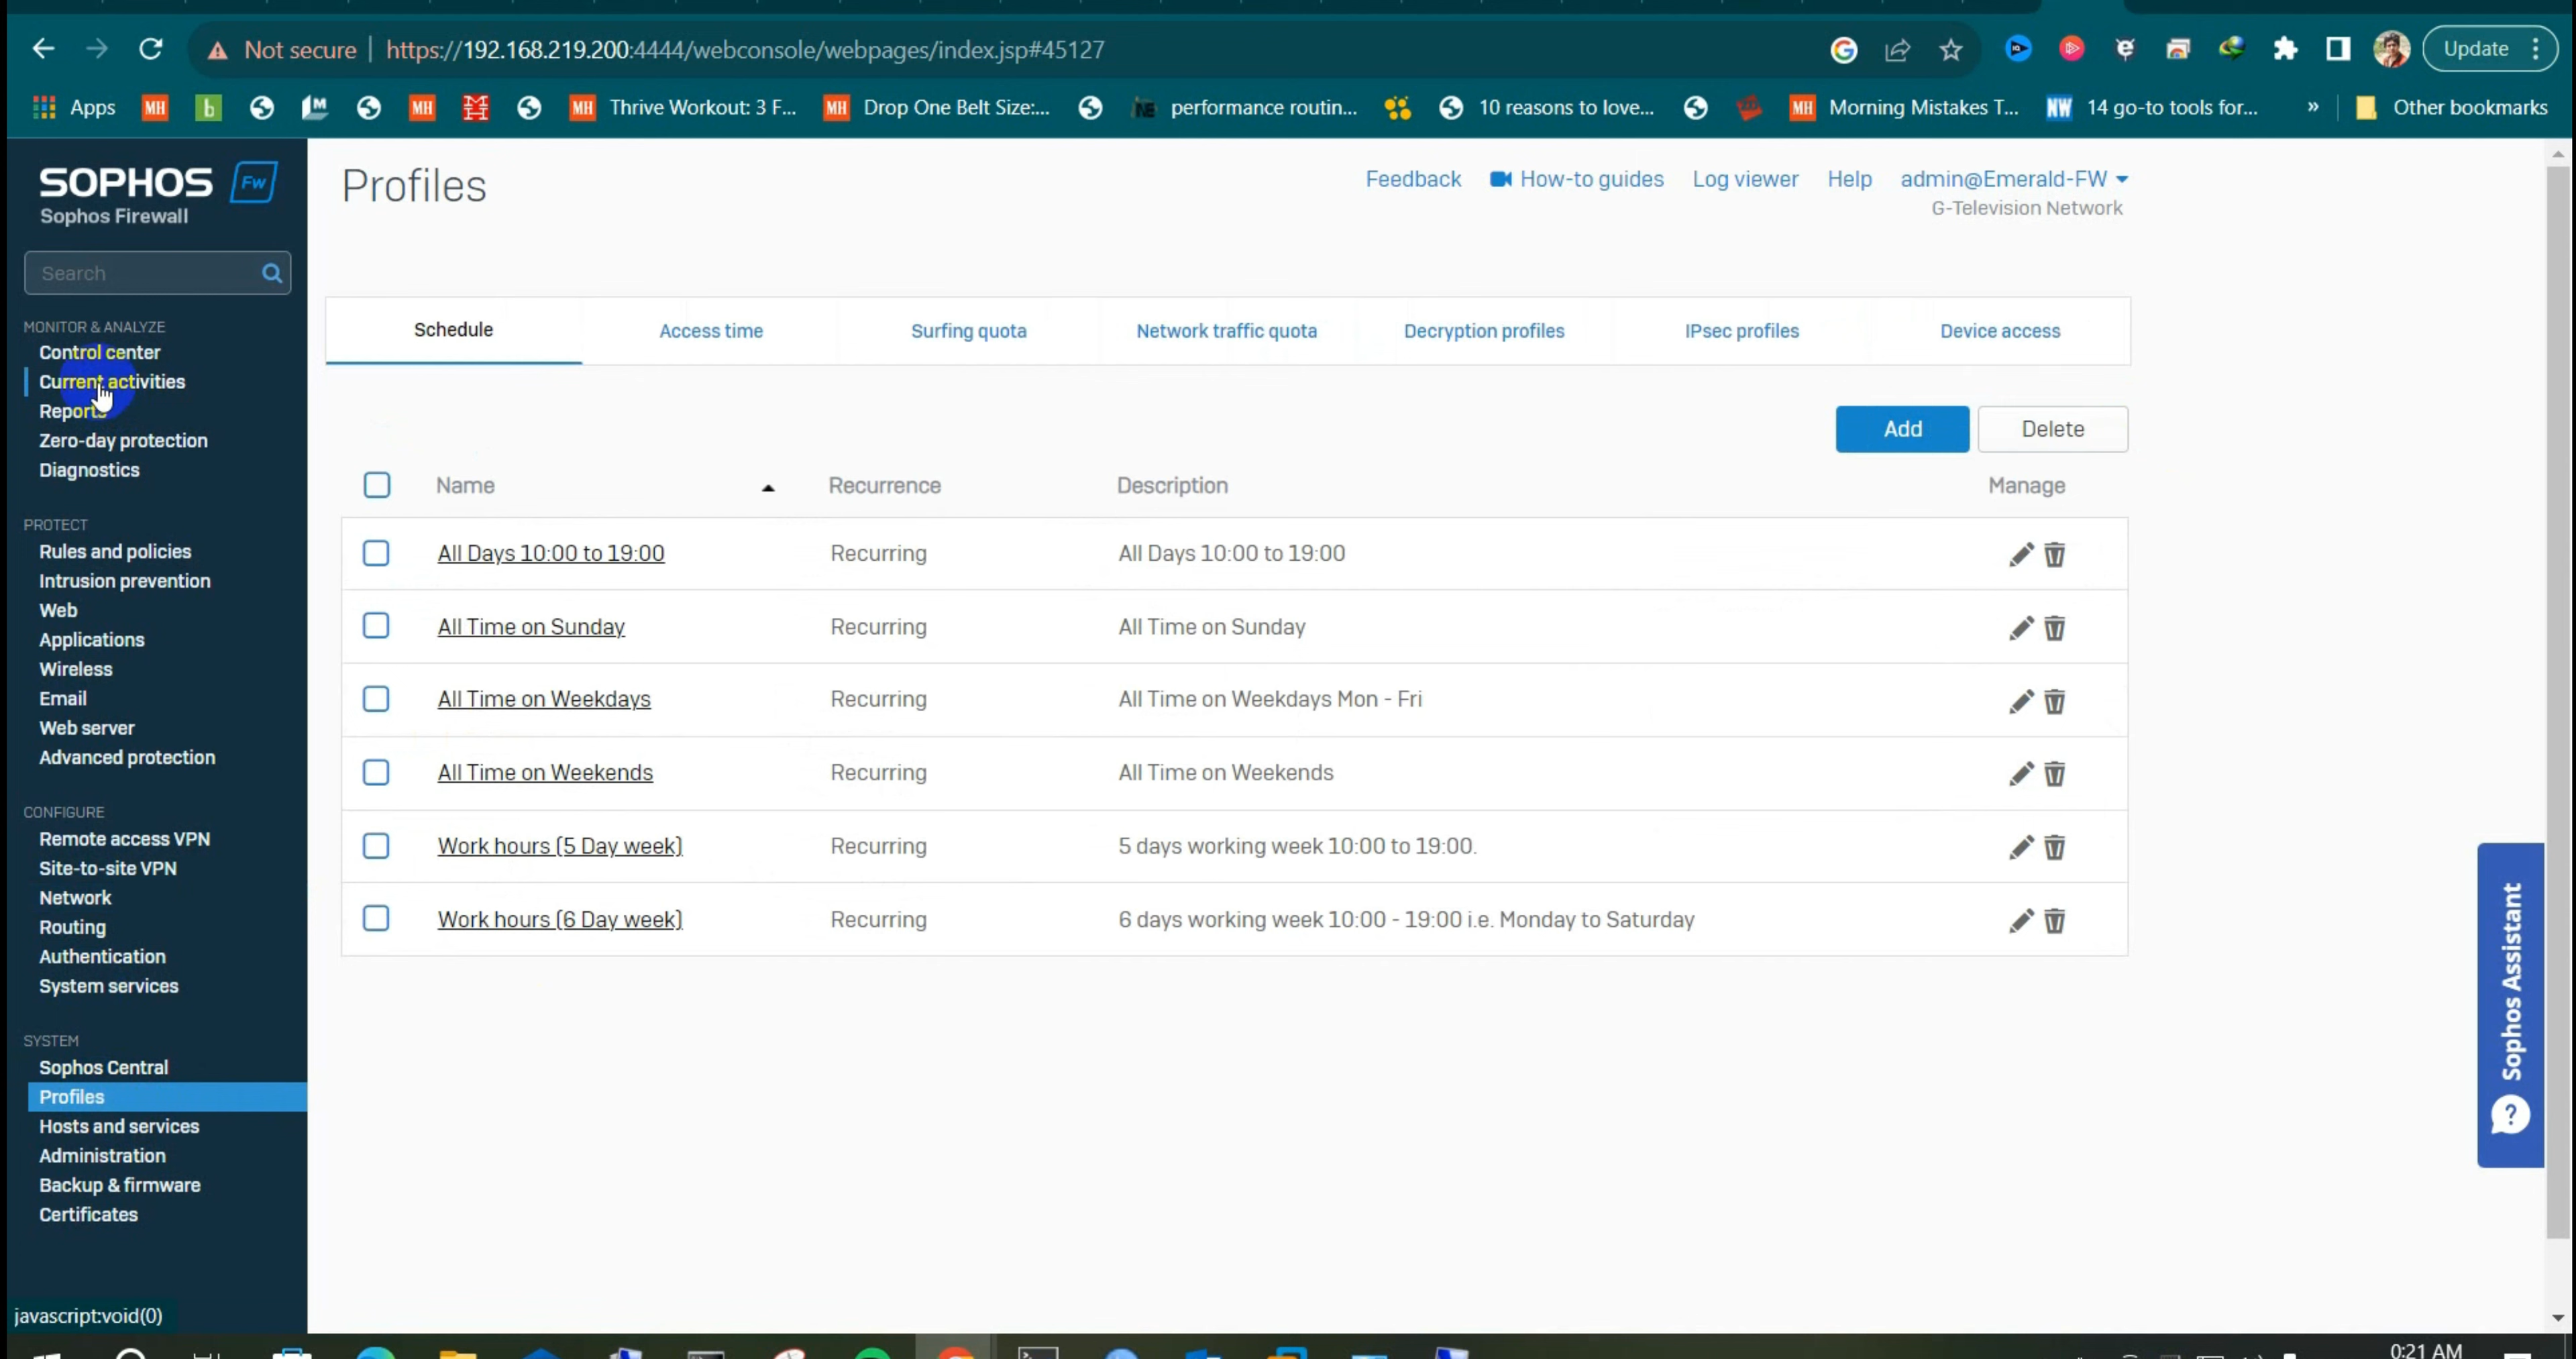 Not secure https://192.168.219.200:4444/webconsole/webpages/index.jsp#45127
Update
Apps
MH
b
MH
MH Thrive Workout: 3 F...
MH Drop One Belt Size:...
performance routin...
10 reasons to love...
MH Morning Mistakes T...
NW 14 go-to tools for...
»
Other bookmarks
SOPHOS Fw
Sophos Firewall
Search
MONITOR & ANALYZE
Control center
Current activities
Reports
Zero-day protection
Diagnostics
PROTECT
Rules and policies
Intrusion prevention
Web
Applications
Wireless
Email
Web server
Advanced protection
CONFIGURE
Remote access VPN
Site-to-site VPN
Network
Routing
Authentication
System services
SYSTEM
Sophos Central
Profiles
Hosts and services
Administration
Backup & firmware
Certificates
javascript:void(0)
Profiles
Feedback How-to guides Log viewer Help admin@Emerald-FW
G-Television Network
Schedule Access time Surfing quota Network traffic quota Decryption profiles IPsec profiles Device access
Add Delete
Name Recurrence Description Manage
All Days 10:00 to 19:00 Recurring All Days 10:00 to 19:00
All Time on Sunday Recurring All Time on Sunday
All Time on Weekdays Recurring All Time on Weekdays Mon - Fri
All Time on Weekends Recurring All Time on Weekends
Work hours (5 Day week) Recurring 5 days working week 10:00 to 19:00.
Work hours (6 Day week) Recurring 6 days working week 10:00 - 19:00 i.e. Monday to Saturday
Sophos Assistant
?
0:21 AM